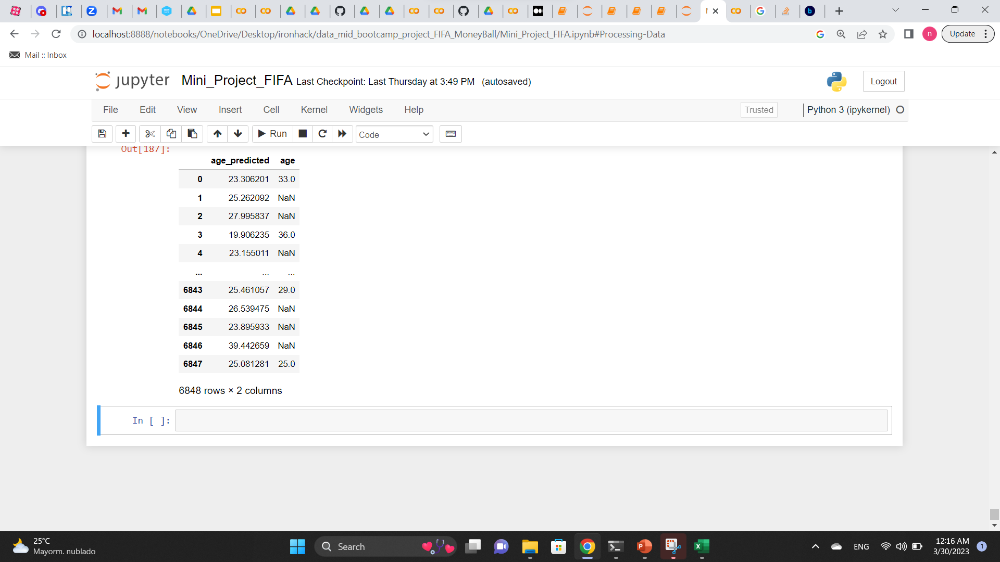 localhost:8888/notebooks/OneDrive/Desktop/ironhack/data_mid_bootcamp_project_FIFA_MoneyBall/Mini_Project_FIFA.ipynb#Processing-Data
n
Update
Mail :: Inbox
jupyter Mini_Project_FIFA Last Checkpoint: Last Thursday at 3:49 PM (autosaved)
Logout
File Edit View Insert Cell Kernel Widgets Help
Trusted
Python 3 (ipykernel)
Run
Code
Out[187]:
age_predicted age
0 23.306201 33.0
1 25.262092 NaN
2 27.995837 NaN
3 19.906235 36.0
4 23.155011 NaN
... ... ...
6843 25.461057 29.0
6844 26.539475 NaN
6845 23.895933 NaN
6846 39.442659 NaN
6847 25.081281 25.0
6848 rows × 2 columns
In [ ]:
25°C
Mayorm. nublado
Search
ENG
12:16 AM
3/30/2023
1